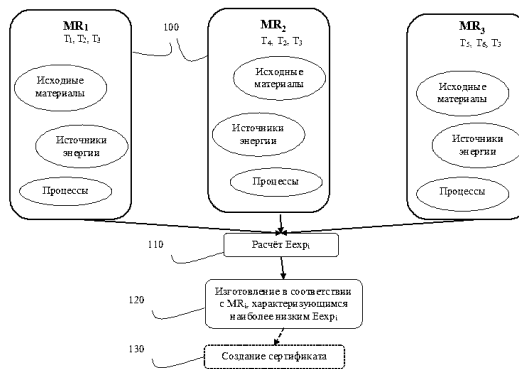 MR₁
T₁, T₂, T₃
Исходные
материалы
Источники
энергии
Процессы
100
MR₂
T₄, T₂, T₃
Исходные
материалы
Источники
энергии
Процессы
MR₃
T₅, T₆, T₃
Исходные
материалы
Источники
энергии
Процессы
110
Расчёт Eexpᵢ
120
Изготовление в соответствии
с MRᵢ, характеризующимся
наиболее низким Eexpᵢ
130
Создание сертификата